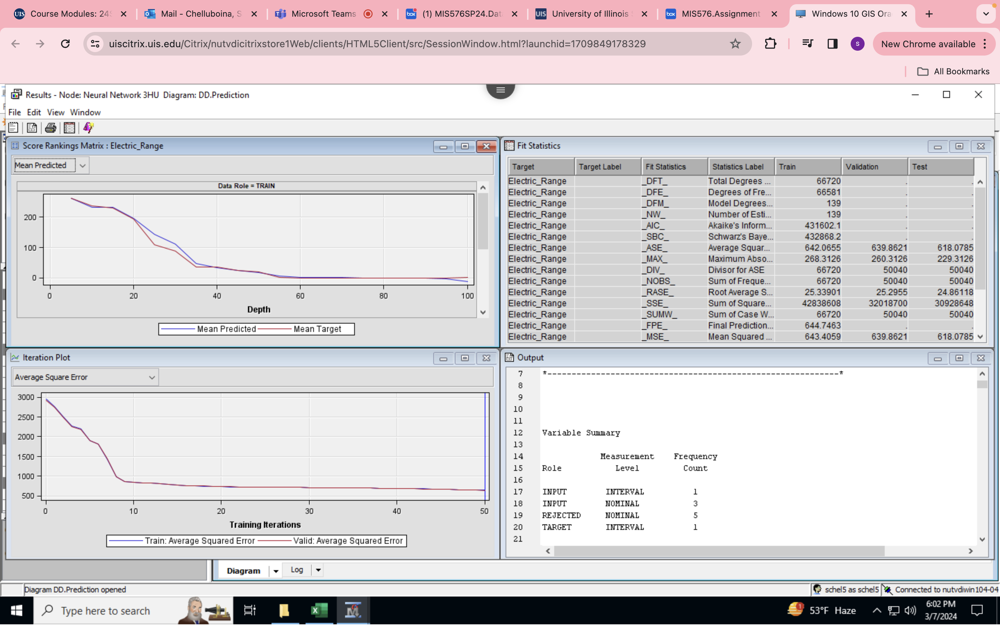 UIS Course Modules: 24S
Mail - Chelluboina, S
Microsoft Teams
box (1) MIS576SP24.Dat
UIS University of Illinois S
box MIS576.Assignment
Windows 10 GIS Ora
uiscitrix.uis.edu/Citrix/nutvdicitrixstore1Web/clients/HTML5Client/src/SessionWindow.html?launchid=1709849178329
S
New Chrome available
All Bookmarks
Results - Node: Neural Network 3HU Diagram: DD.Prediction
File Edit View Window
Score Rankings Matrix : Electric_Range
Mean Predicted
Data Role = TRAIN
200
100
0
0 20 40 60 80 100
Depth
Mean Predicted Mean Target
Fit Statistics
Target Target Label Fit Statistics Statistics Label Train Validation Test
Electric_Range _DFT_ Total Degrees ... 66720 . .
Electric_Range _DFE_ Degrees of Fre... 66581 . .
Electric_Range _DFM_ Model Degrees... 139 . .
Electric_Range _NW_ Number of Esti... 139 . .
Electric_Range _AIC_ Akaike's Inform... 431602.1 . .
Electric_Range _SBC_ Schwarz's Baye... 432868.2 . .
Electric_Range _ASE_ Average Squar... 642.0655 639.8621 618.0785
Electric_Range _MAX_ Maximum Abso... 268.3126 260.3126 229.3126
Electric_Range _DIV_ Divisor for ASE 66720 50040 50040
Electric_Range _NOBS_ Sum of Freque... 66720 50040 50040
Electric_Range _RASE_ Root Average S... 25.33901 25.2955 24.86118
Electric_Range _SSE_ Sum of Square... 42838608 32018700 30928648
Electric_Range _SUMW_ Sum of Case W... 66720 50040 50040
Electric_Range _FPE_ Final Prediction... 644.7463 . .
Electric_Range _MSE_ Mean Squared ... 643.4059 639.8621 618.0785
Iteration Plot
Average Square Error
3000
2500
2000
1500
1000
500
0 10 20 30 40 50
Training Iterations
Train: Average Squared Error Valid: Average Squared Error
Output
7 *------------------------------------------------------------*
8
9
10
11
12 Variable Summary
13
14 Measurement Frequency
15 Role Level Count
16
17 INPUT INTERVAL 1
18 INPUT NOMINAL 3
19 REJECTED NOMINAL 5
20 TARGET INTERVAL 1
21
Diagram Log
Diagram DD.Prediction opened
schel5 as schel5 Connected to nutvdiwin104-04
Type here to search
1 53°F Haze
6:02 PM
3/7/2024